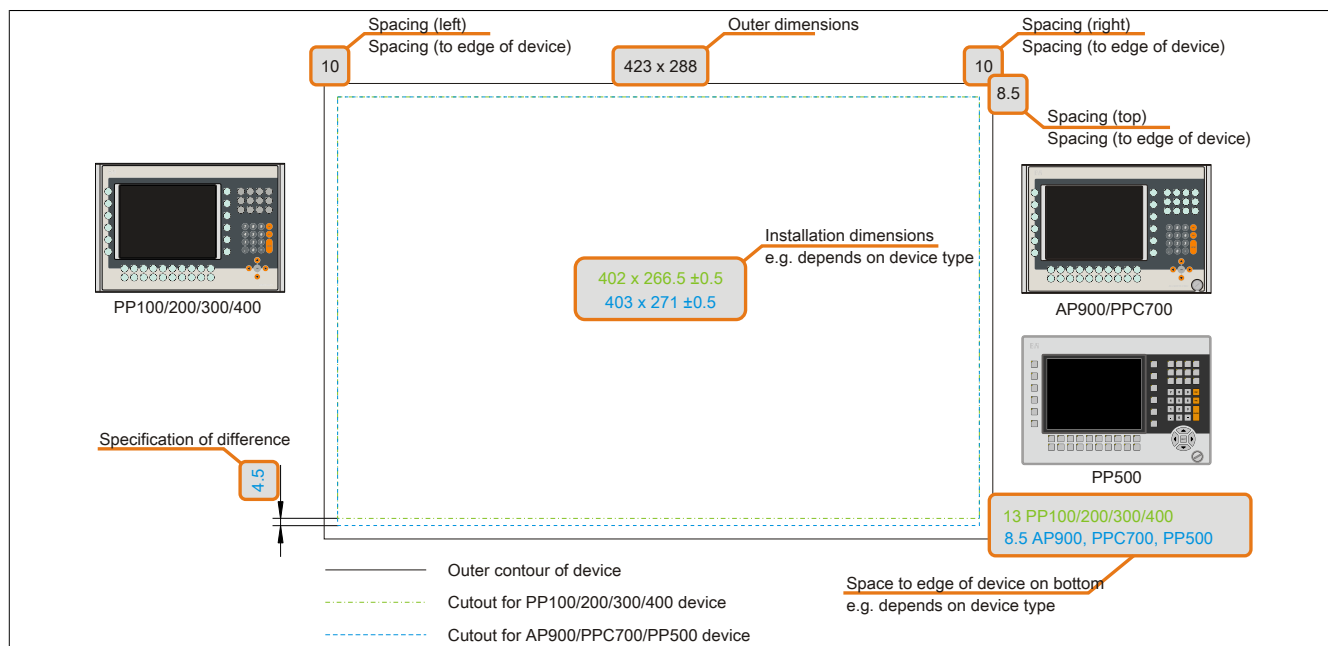 Spacing (left)
Spacing (to edge of device)
10
Outer dimensions
423 x 288
Spacing (right)
Spacing (to edge of device)
10
8.5
Spacing (top)
Spacing (to edge of device)
PP100/200/300/400
Installation dimensions
e.g. depends on device type
402 x 266.5 ±0.5
403 x 271 ±0.5
AP900/PPC700
PP500
Specification of difference
4.5
13 PP100/200/300/400
8.5 AP900, PPC700, PP500
Space to edge of device on bottom
e.g. depends on device type
Outer contour of device
Cutout for PP100/200/300/400 device
Cutout for AP900/PPC700/PP500 device